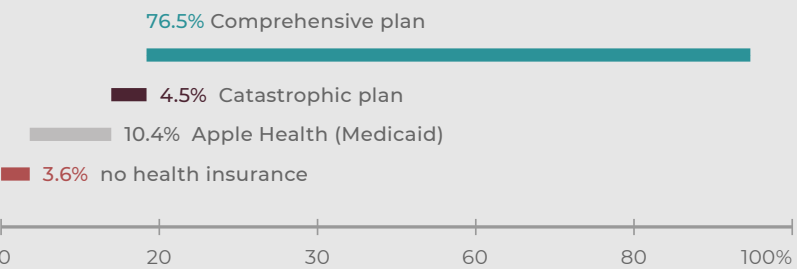 76.5% Comprehensive plan
4.5% Catastrophic plan
10.4% Apple Health (Medicaid)
3.6% no health insurance
0 20 30 60 80 100%